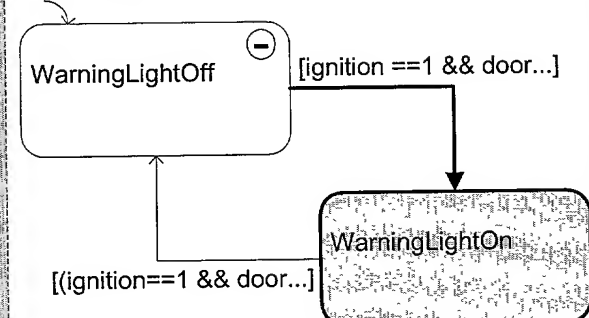 WarningLightOff
[ignition ==1 && door...]
WarningLightOn
[(ignition==1 && door...]